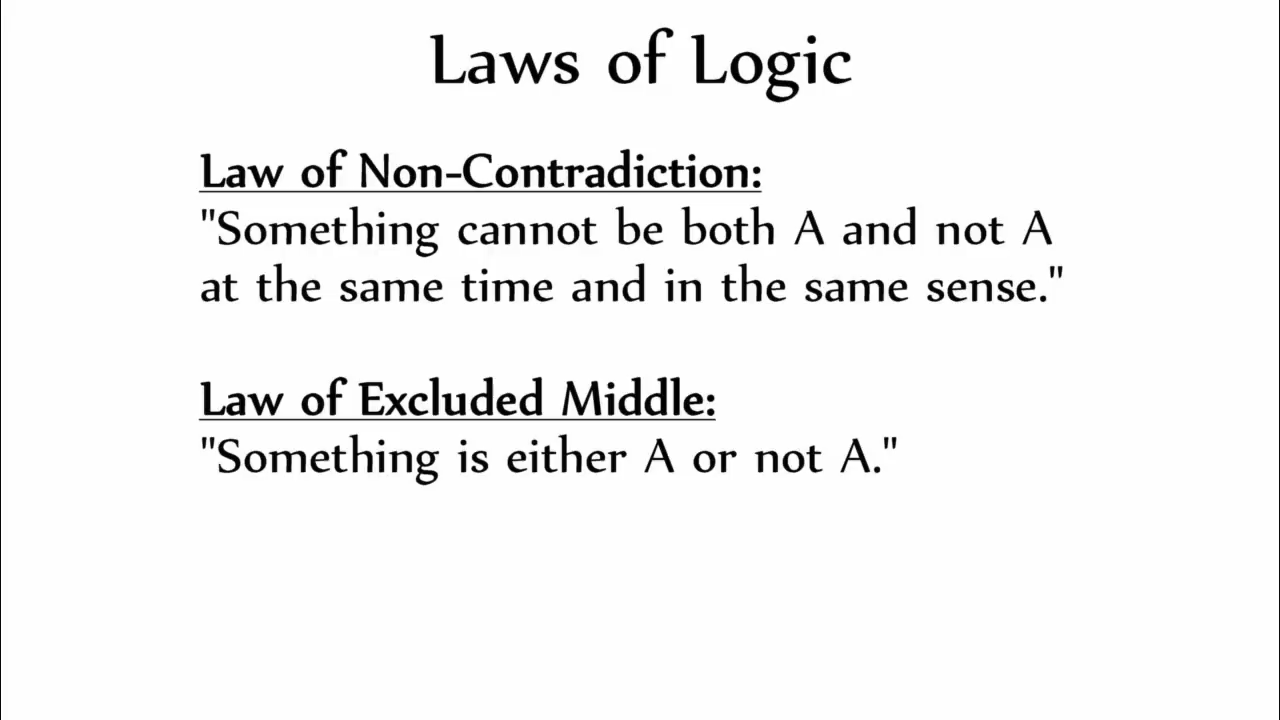 Laws of Logic
Law of Non-Contradiction:
"Something cannot be both A and not A
at the same time and in the same sense."
Law of Excluded Middle:
"Something is either A or not A."